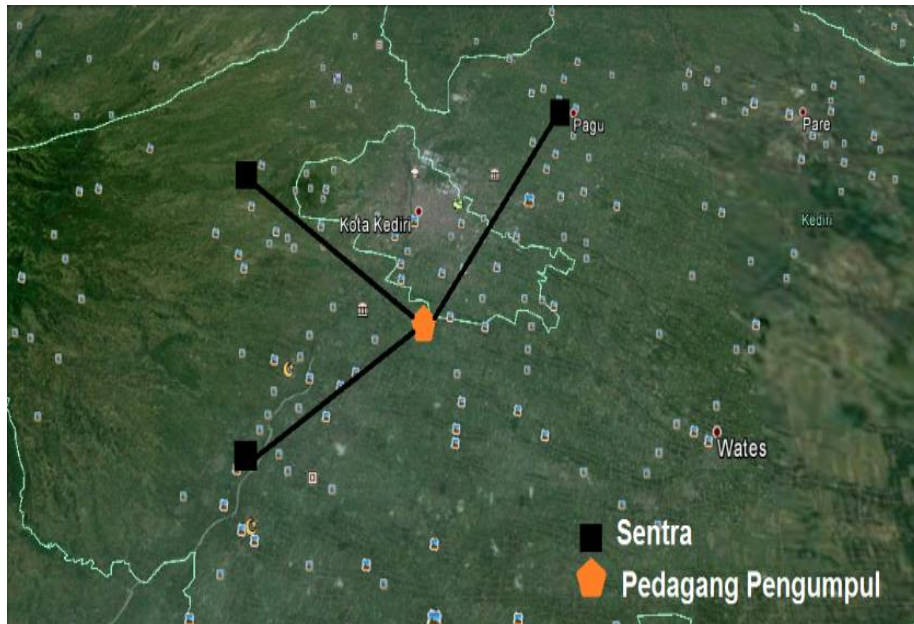 Pagu
Pare
Kota Kediri
Kediri
Wates
Sentra
Pedagang Pengumpul